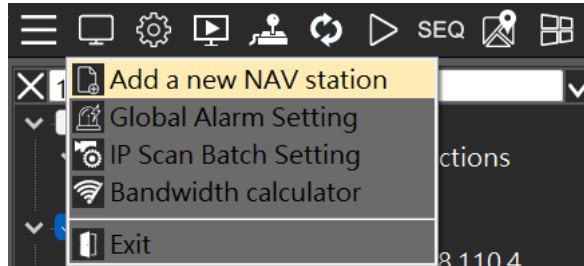 SEQ
1
Add a new NAV station
Global Alarm Setting
IP Scan Batch Setting
ctions
Bandwidth calculator
Exit
8.110.4